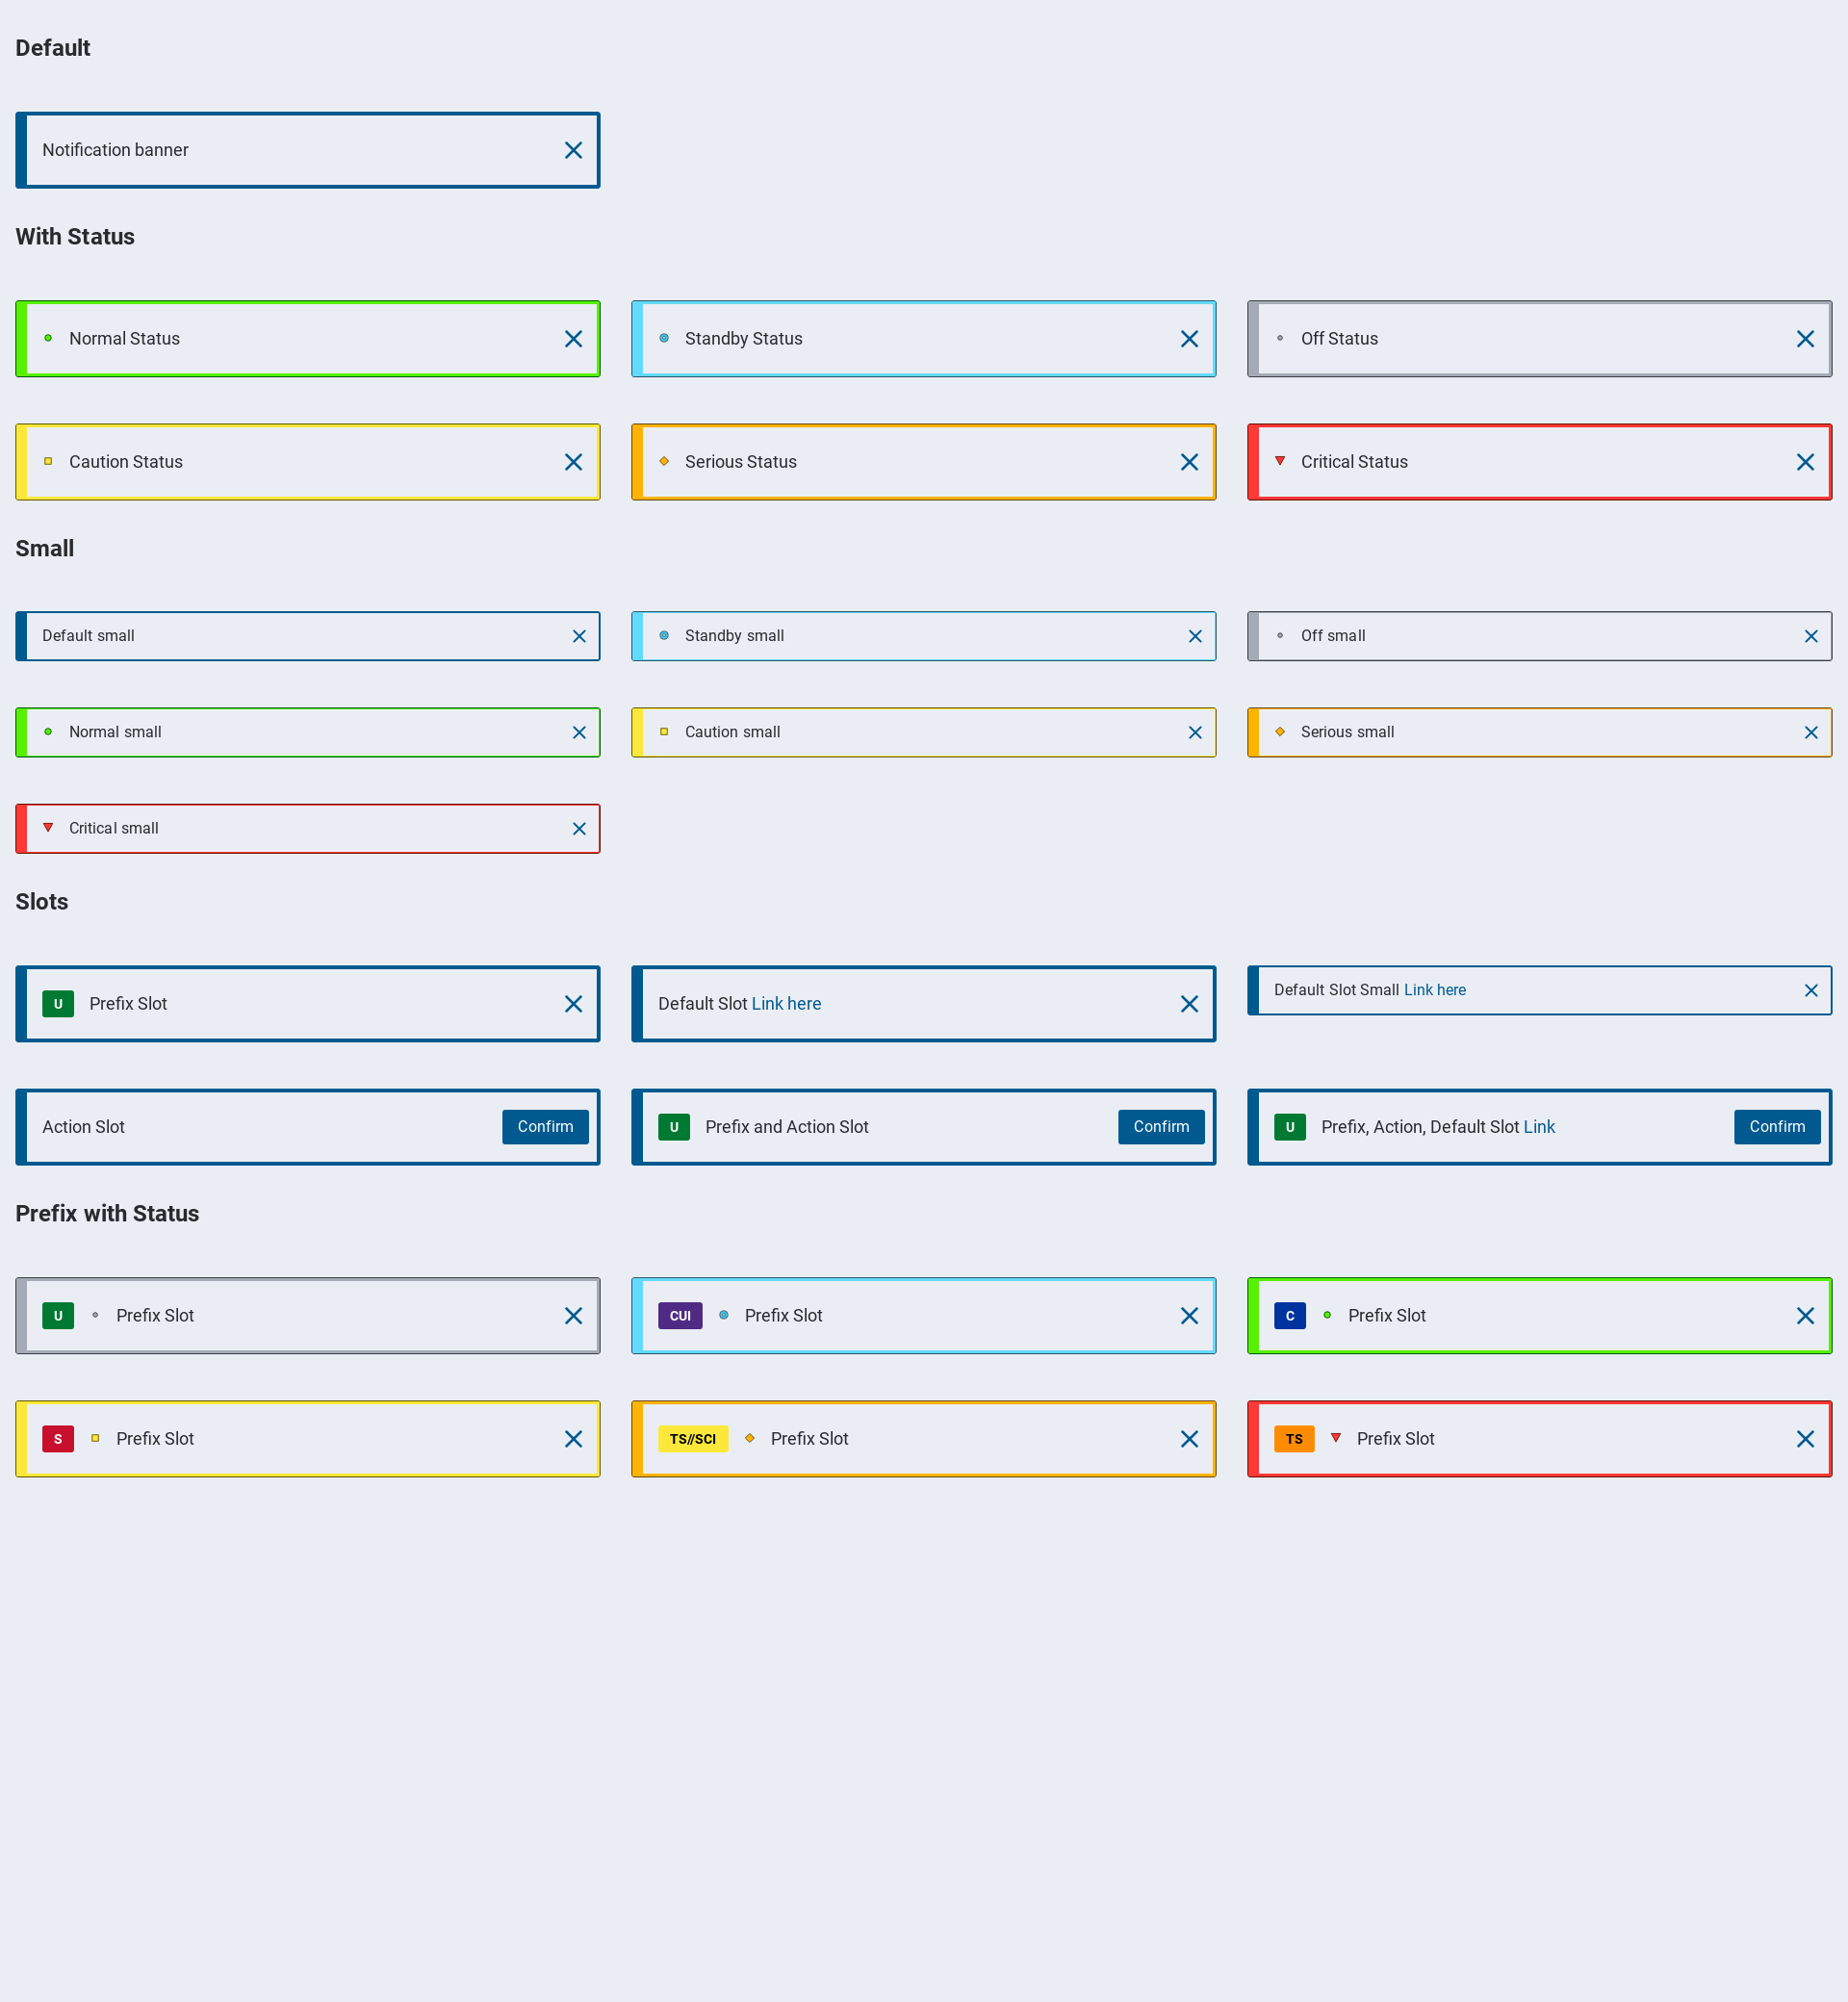 Default
Notification banner
With Status
Normal Status
Standby Status
Off Status
Caution Status
Serious Status
Critical Status
Small
Default small
Standby small
Off small
Normal small
Caution small
Serious small
Critical small
Slots
U Prefix Slot
Default Slot Link here
Default Slot Small Link here
Action Slot Confirm
U Prefix and Action Slot Confirm
U Prefix, Action, Default Slot Link Confirm
Prefix with Status
U Prefix Slot
CUI Prefix Slot
C Prefix Slot
S Prefix Slot
TS//SCI Prefix Slot
TS Prefix Slot